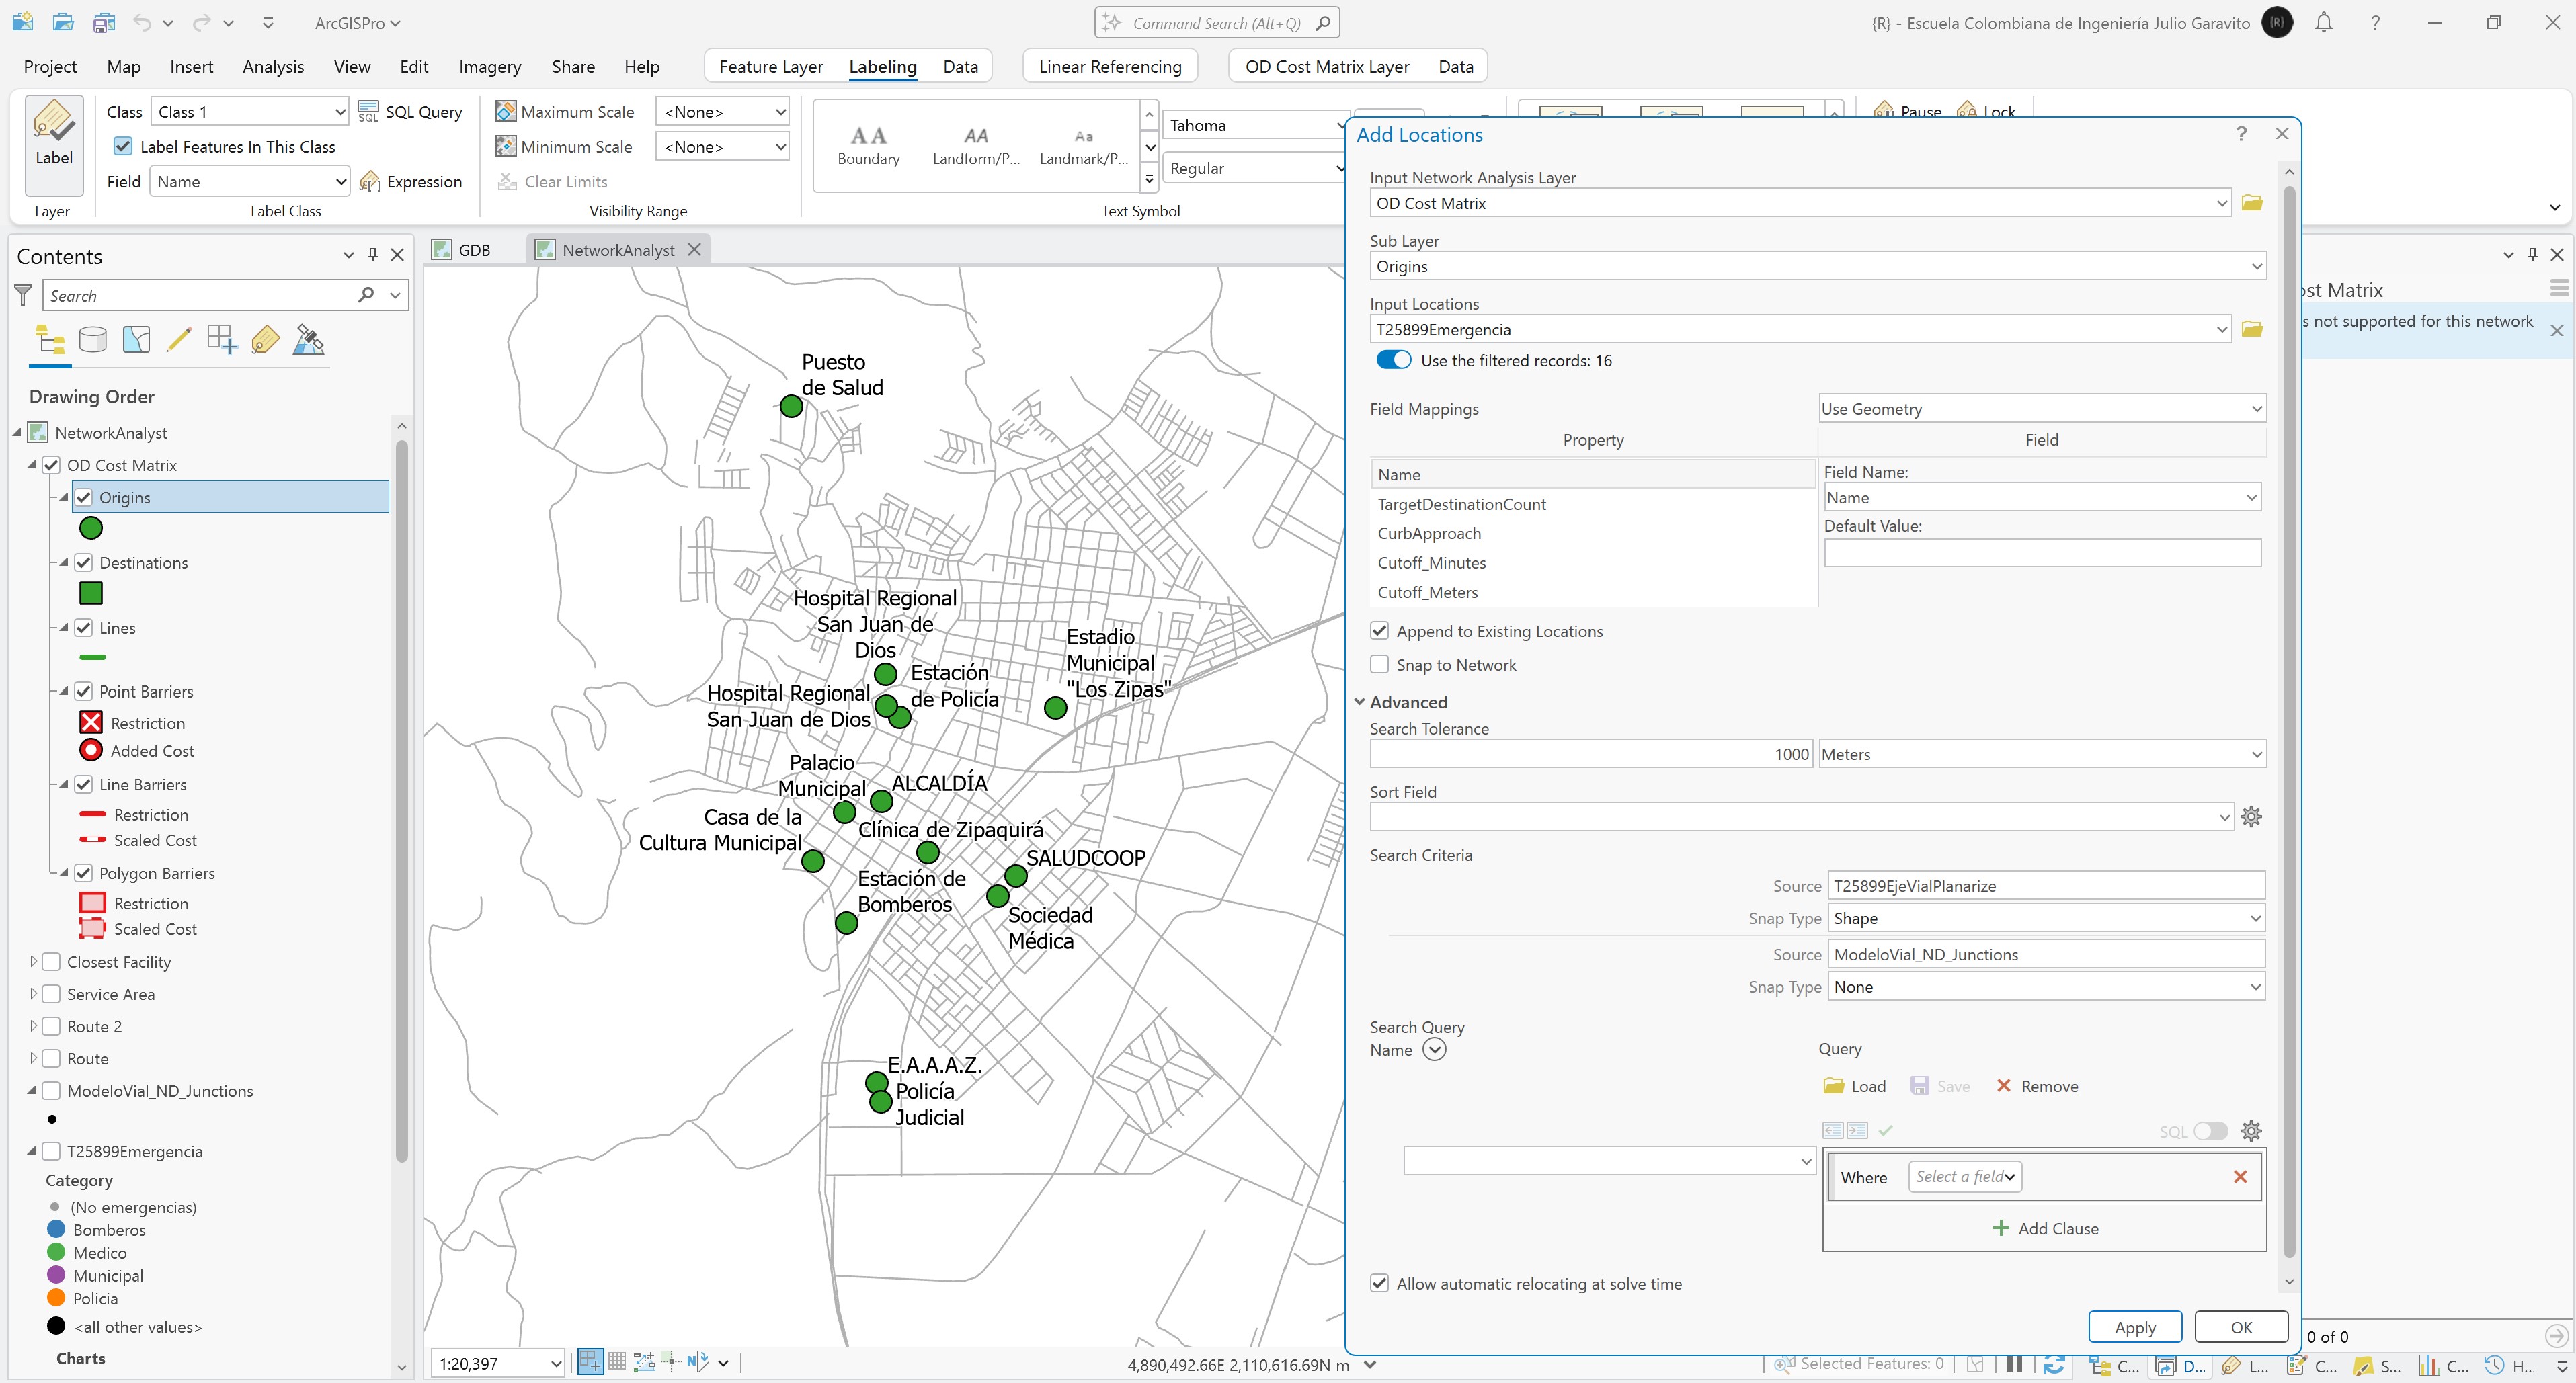 ArcGISPro
Command Search (Alt+Q)
{R} - Escuela Colombiana de Ingeniería Julio Garavito
{R}
Project Map Insert Analysis View Edit Imagery Share Help
Feature Layer Labeling Data
Linear Referencing
OD Cost Matrix Layer Data
Label
Layer
Class Class 1 SQL Query
Label Features In This Class
Field Name Expression
Label Class
Maximum Scale <None>
Minimum Scale <None>
Clear Limits
Visibility Range
Boundary
Landform/P...
Landmark/P...
Tahoma
Regular
Text Symbol
Pause Lock
Contents
Search
Drawing Order
NetworkAnalyst
OD Cost Matrix
Origins
Destinations
Lines
Point Barriers
Restriction
Added Cost
Line Barriers
Restriction
Scaled Cost
Polygon Barriers
Restriction
Scaled Cost
Closest Facility
Service Area
Route 2
Route
ModeloVial_ND_Junctions
T25899Emergencia
Category
(No emergencias)
Bomberos
Medico
Municipal
Policia
<all other values>
Charts
GDB
NetworkAnalyst
Puesto
de Salud
Hospital Regional
San Juan de
Dios
Estación
de Policía
Hospital Regional
San Juan de Dios
Estadio
Municipal
"Los Zipas"
Palacio
Municipal
ALCALDÍA
Casa de la
Cultura Municipal
Clínica de Zipaquirá
SALUDCOOP
Estación de
Bomberos
Sociedad
Médica
E.A.A.A.Z.
Policía
Judicial
1:20,397
4,890,492.66E 2,110,616.69N m
Selected Features: 0
Add Locations
Input Network Analysis Layer
OD Cost Matrix
Sub Layer
Origins
Input Locations
T25899Emergencia
Use the filtered records: 16
Field Mappings Use Geometry
Property Field
Name
TargetDestinationCount
CurbApproach
Cutoff_Minutes
Cutoff_Meters
Field Name:
Name
Default Value:
Append to Existing Locations
Snap to Network
Advanced
Search Tolerance
1000 Meters
Sort Field
Search Criteria
Source T25899EjeVialPlanarize
Snap Type Shape
Source ModeloVial_ND_Junctions
Snap Type None
Search Query
Name Query
Load Save Remove
SQL
Where Select a field
Add Clause
Allow automatic relocating at solve time
Apply OK
ost Matrix
s not supported for this network
0 of 0
C... D... L... C... S... C... H...